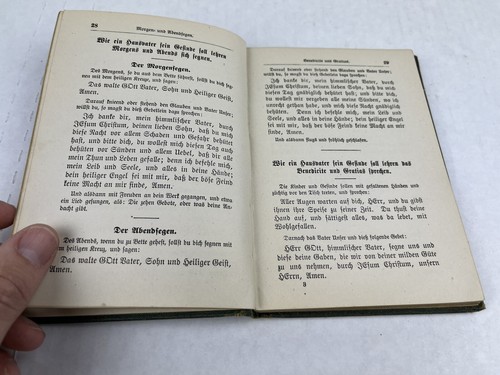 28
Morgen- und Abendsegen.
Wie ein Hausvater sein Gesinde soll lehren
Morgens und Abends sich segnen.
Der Morgensegen.
Des Morgens, so du aus dem Bette fährest, sollst du dich segnen
mit dem heiligen Kreuz, und sagen:
Das walte GOtt Vater, Sohn und Heiliger Geist,
Amen.
Darauf knieend oder stehend den Glauben und Vater Unser;
willst du, so magst du dies Gebetlein dazu sprechen:
Ich danke dir, mein himmlischer Vater, durch
JEsum Christum, deinen lieben Sohn, daß du mich
diese Nacht vor allem Schaden und Gefahr behütet
hast, und bitte dich, du wollest mich diesen Tag auch
behüten vor Sünden und allem Uebel, daß dir alle
mein Thun und Leben gefalle; denn ich befehle mich,
mein Leib und Seele, und alles in deine Hände;
dein heiliger Engel sei mit mir, daß der böse Feind
keine Macht an mir finde, Amen.
Und alsdann mit Freuden an dein Werk gegangen, und etwa
ein Lied gesungen, als: Die zehen Gebote, oder was deine An-
dacht gibt.
Der Abendsegen.
Des Abends, wenn du zu Bette gehest, sollst du dich segnen mit
dem heiligen Kreuz, und sagen:
Das walte GOtt Vater, Sohn und Heiliger Geist,
Amen.
Benedicite und Gratias.
29
Darauf knieend oder stehend den Glauben und Vater Unser;
willst du, so magst du dies Gebetlein dazu sprechen:
Ich danke dir, mein himmlischer Vater, durch
JEsum Christum, deinen lieben Sohn, daß du mich
diesen Tag gnädiglich behütet hast; und bitte dich,
du wollest mir vergeben alle meine Sünden, wo ich
unrecht gethan habe, und mich diese Nacht gnädiglich
behüten; denn ich befehle mich, mein Leib und
Seele, und alles in deine Hände; dein heiliger Engel
sei mit mir, daß der böse Feind keine Macht an mir
finde, Amen.
Und alsdann flugs und fröhlich geschlafen.
Wie ein Hausvater sein Gesinde soll lehren das
Benedicite und Gratias sprechen.
Die Kinder und Gesinde sollen mit gefaltenen Händen und
züchtig vor den Tisch treten, und sagen:
Aller Augen warten auf dich, HErr, und du gibst
ihnen ihre Speise zu seiner Zeit. Du thust deine
Hand auf, und sättigest alles, was da lebet, mit
Wohlgefallen.
Darnach das Vater Unser und dies folgende Gebet:
HErr GOtt, himmlischer Vater, segne uns und
diese deine Gaben, die wir von deiner milden Güte
zu uns nehmen, durch JEsum Christum, unsern
HErrn, Amen.
3